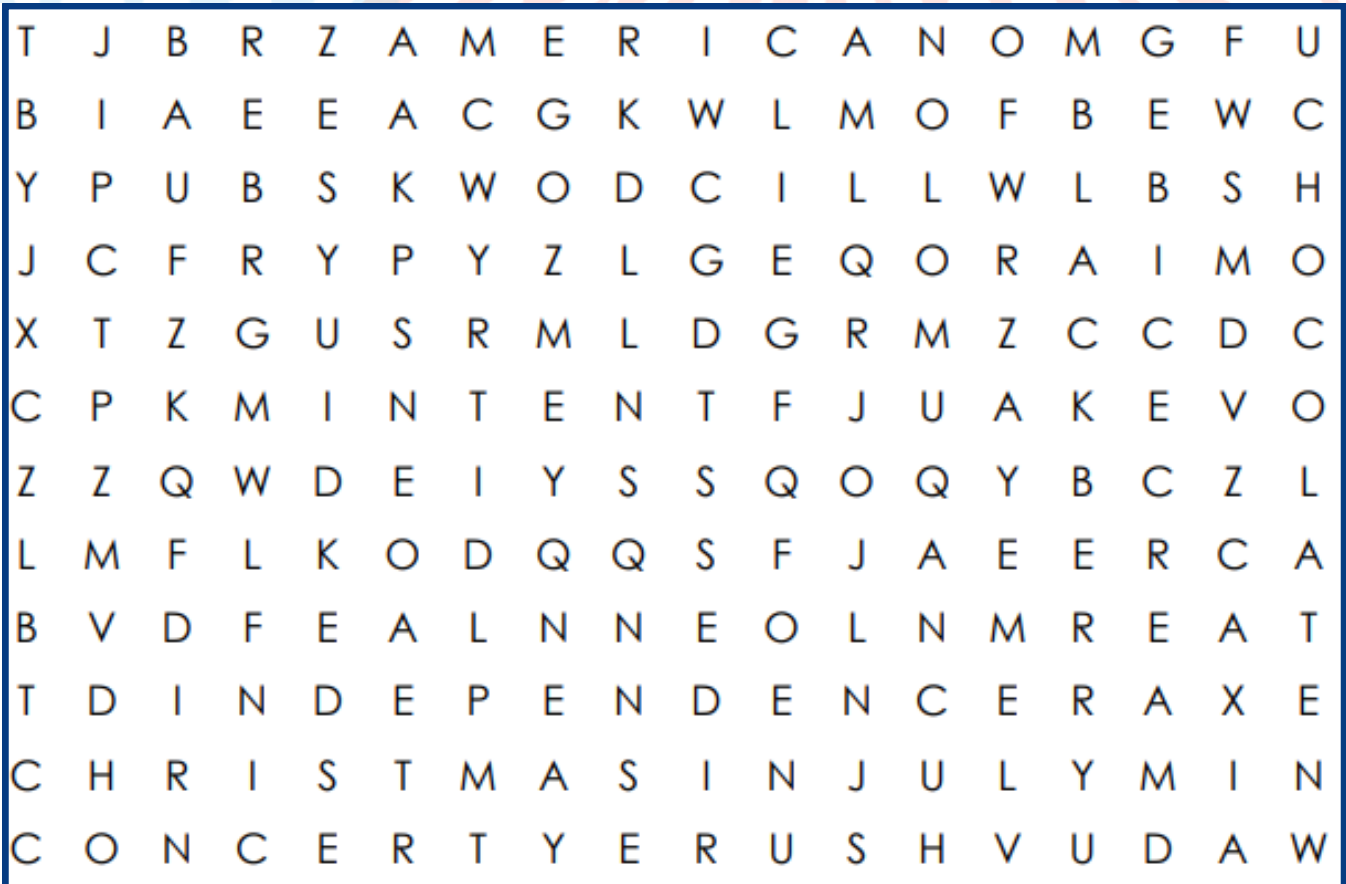 T J B R Z A M E R I C A N O M G F U
B I A E E A C G K W L M O F B E W C
Y P U B S K W O D C I L L W L B S H
J C F R Y P Y Z L G E Q O R A I M O
X T Z G U S R M L D G R M Z C C D C
C P K M I N T E N T F J U A K E V O
Z Z Q W D E I Y S S Q O Q Y B C Z L
L M F L K O D Q Q S F J A E E R C A
B V D F E A L N N E O L N M R E A T
T D I N D E P E N D E N C E R A X E
C H R I S T M A S I N J U L Y M I N
C O N C E R T Y E R U S H V U D A W